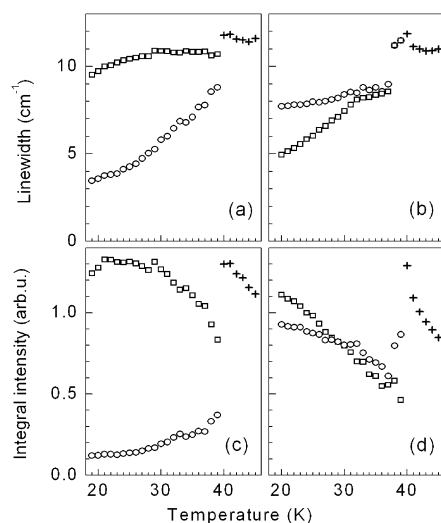 Linewidth (cm⁻¹)
10
5
0
(a)
(b)
Integral intensity (arb.u.)
1.0
0.5
0.0
(c)
(d)
20 30 40 20 30 40
Temperature (K) Temperature (K)